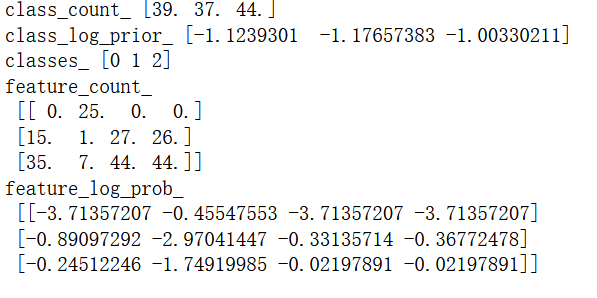 class_count_ [39. 37. 44.]
class_log_prior_ [-1.1239301  -1.17657383 -1.00330211]
classes_ [0 1 2]
feature_count_
 [[ 0. 25.  0.  0.]
 [15.  1. 27. 26.]
 [35.  7. 44. 44.]]
feature_log_prob_
 [[-3.71357207 -0.45547553 -3.71357207 -3.71357207]
 [-0.89097292 -2.97041447 -0.33135714 -0.36772478]
 [-0.24512246 -1.74919985 -0.02197891 -0.02197891]]